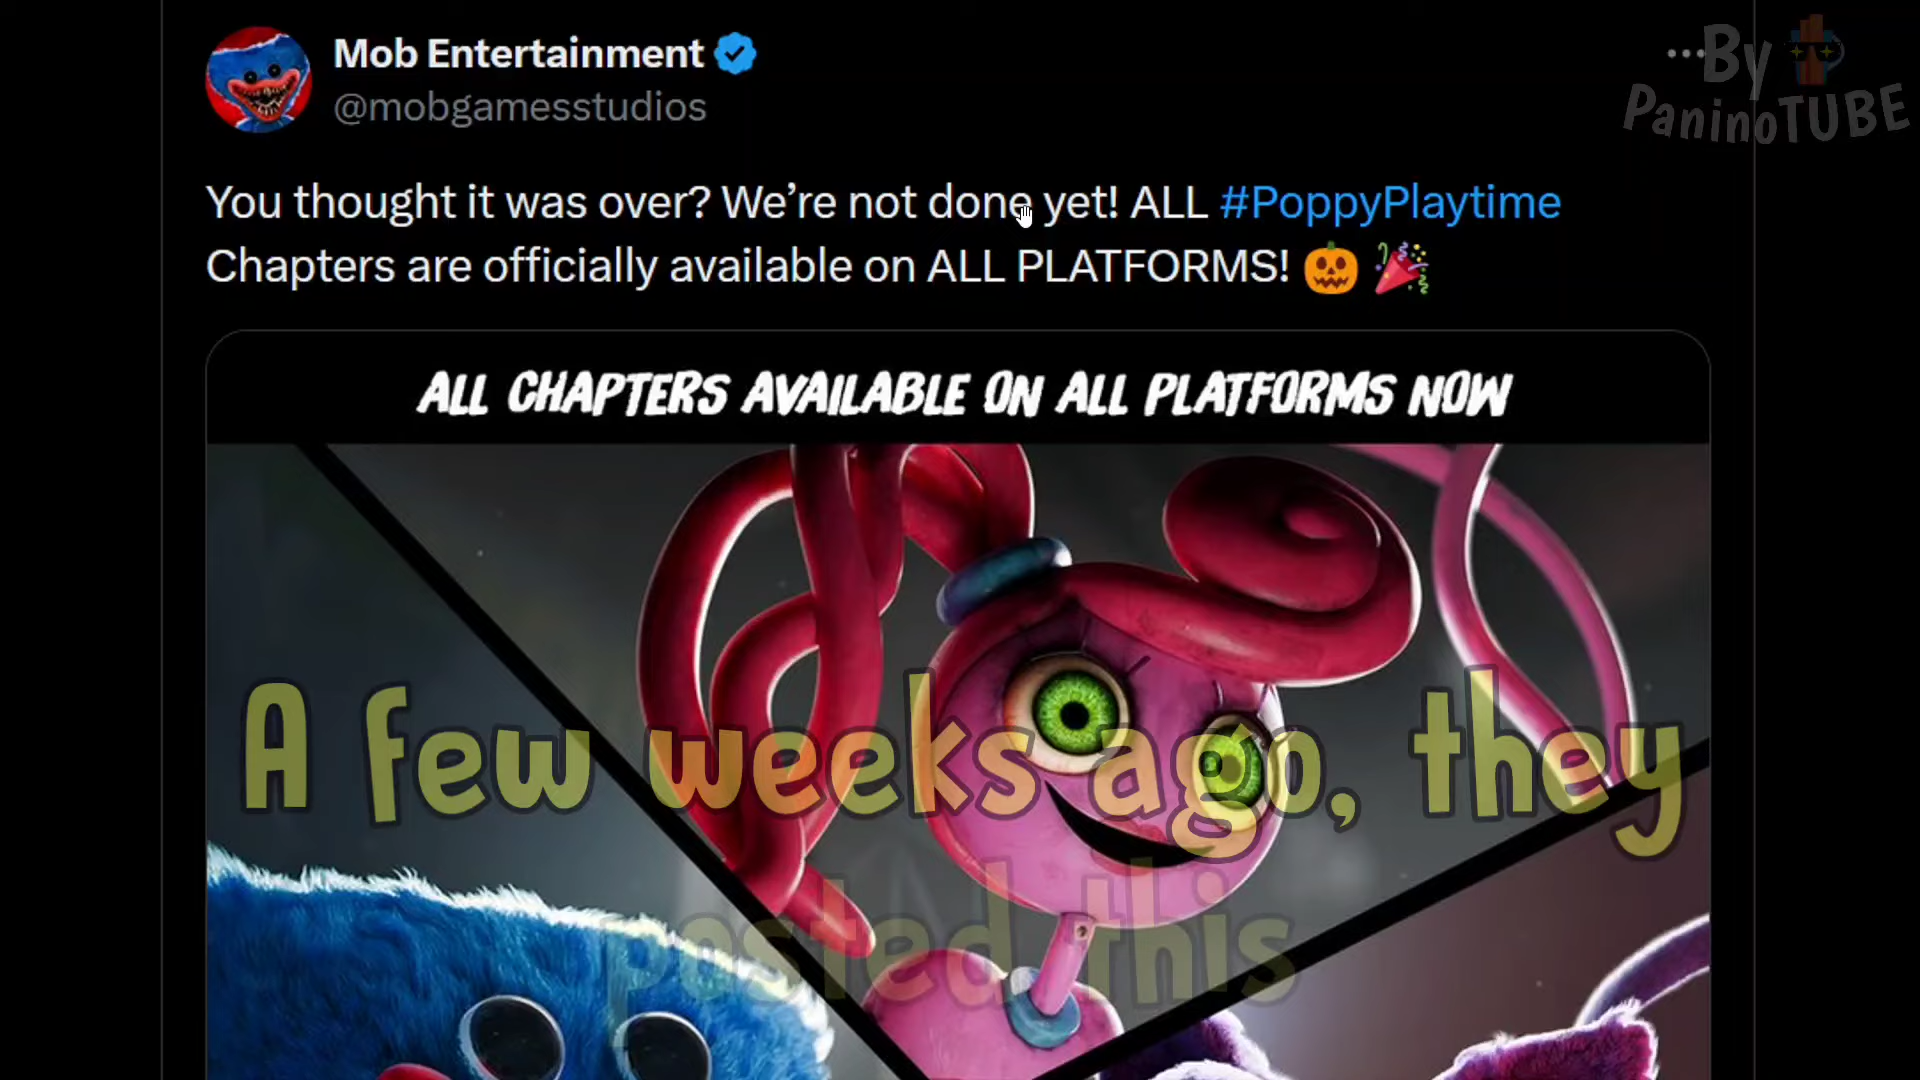 Mob Entertainment
@mobgamesstudios
By
PaninoTUBE
You thought it was over? We’re not done yet! ALL #PoppyPlaytime
Chapters are officially available on ALL PLATFORMS! 🎃 🎉
ALL CHAPTERS AVAILABLE ON ALL PLATFORMS NOW
A few weeks ago, they
posted this